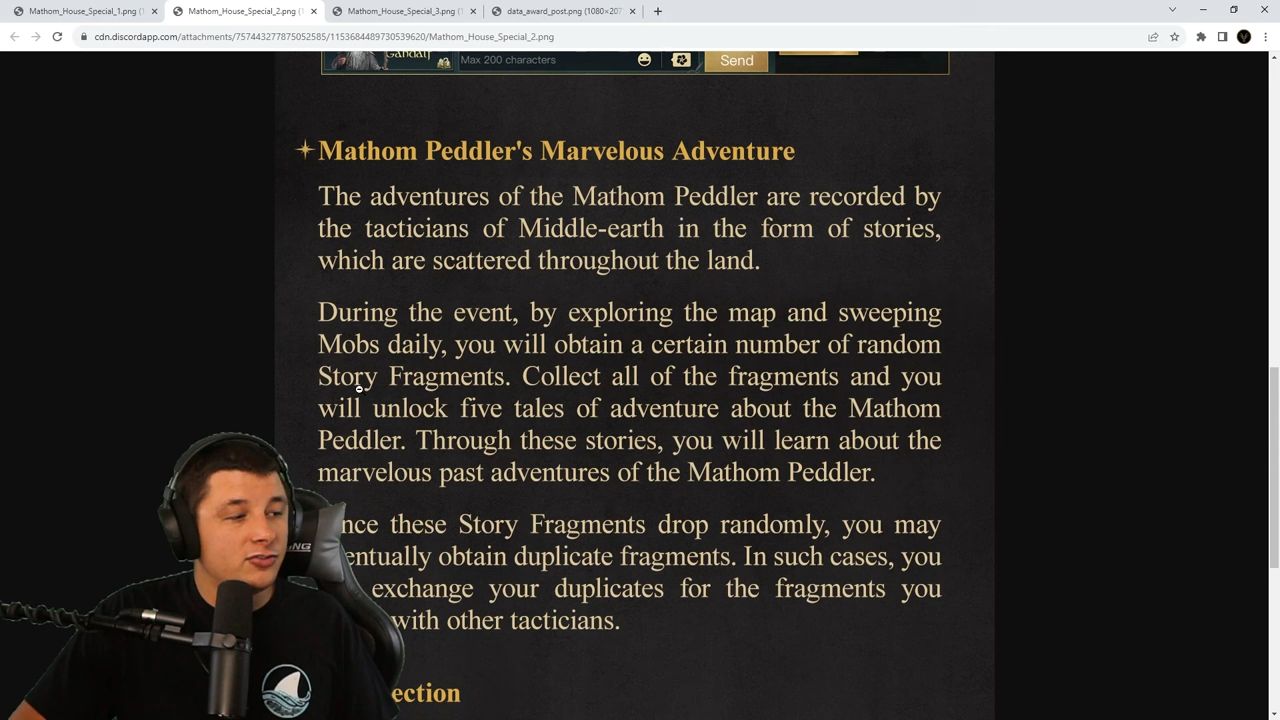 Mathom_House_Special_1.png (1
Mathom_House_Special_2.png (1
Mathom_House_Special_3.png (1
data_award_post.png (1080×207
cdn.discordapp.com/attachments/757443277875052585/1153684489730539620/Mathom_House_Special_2.png
Gandalf
Max 200 characters
Send
Mathom Peddler's Marvelous Adventure
The adventures of the Mathom Peddler are recorded by
the tacticians of Middle-earth in the form of stories,
which are scattered throughout the land.
During the event, by exploring the map and sweeping
Mobs daily, you will obtain a certain number of random
Story Fragments. Collect all of the fragments and you
will unlock five tales of adventure about the Mathom
Peddler. Through these stories, you will learn about the
marvelous past adventures of the Mathom Peddler.
nce these Story Fragments drop randomly, you may
entually obtain duplicate fragments. In such cases, you
exchange your duplicates for the fragments you
with other tacticians.
ection